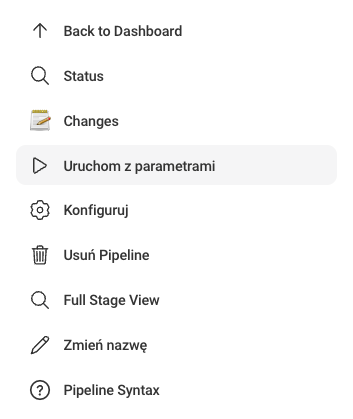 Back to Dashboard
Status
Changes
Uruchom z parametrami
Konfiguruj
Usuń Pipeline
Full Stage View
Zmień nazwę
Pipeline Syntax